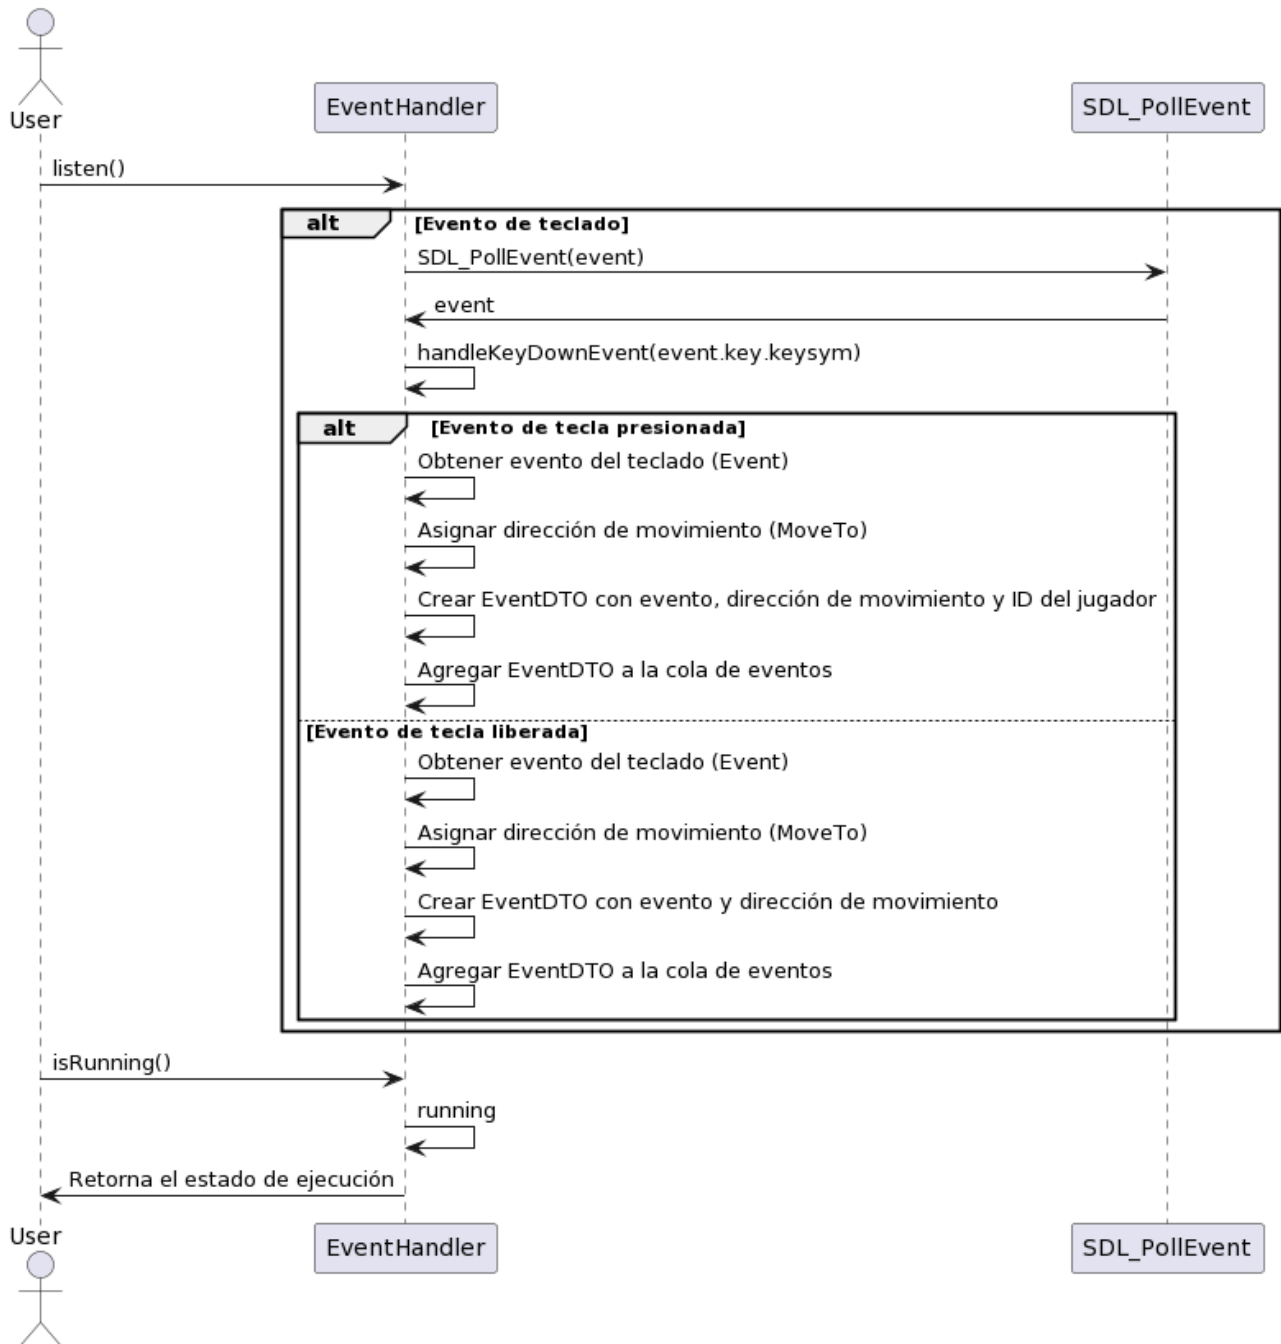 User
EventHandler
SDL_PollEvent
listen()
alt
[Evento de teclado]
SDL_PollEvent(event)
event
handleKeyDownEvent(event.key.keysym)
alt
[Evento de tecla presionada]
Obtener evento del teclado (Event)
Asignar dirección de movimiento (MoveTo)
Crear EventDTO con evento, dirección de movimiento y ID del jugador
Agregar EventDTO a la cola de eventos
[Evento de tecla liberada]
Obtener evento del teclado (Event)
Asignar dirección de movimiento (MoveTo)
Crear EventDTO con evento y dirección de movimiento
Agregar EventDTO a la cola de eventos
isRunning()
running
Retorna el estado de ejecución
User
EventHandler
SDL_PollEvent